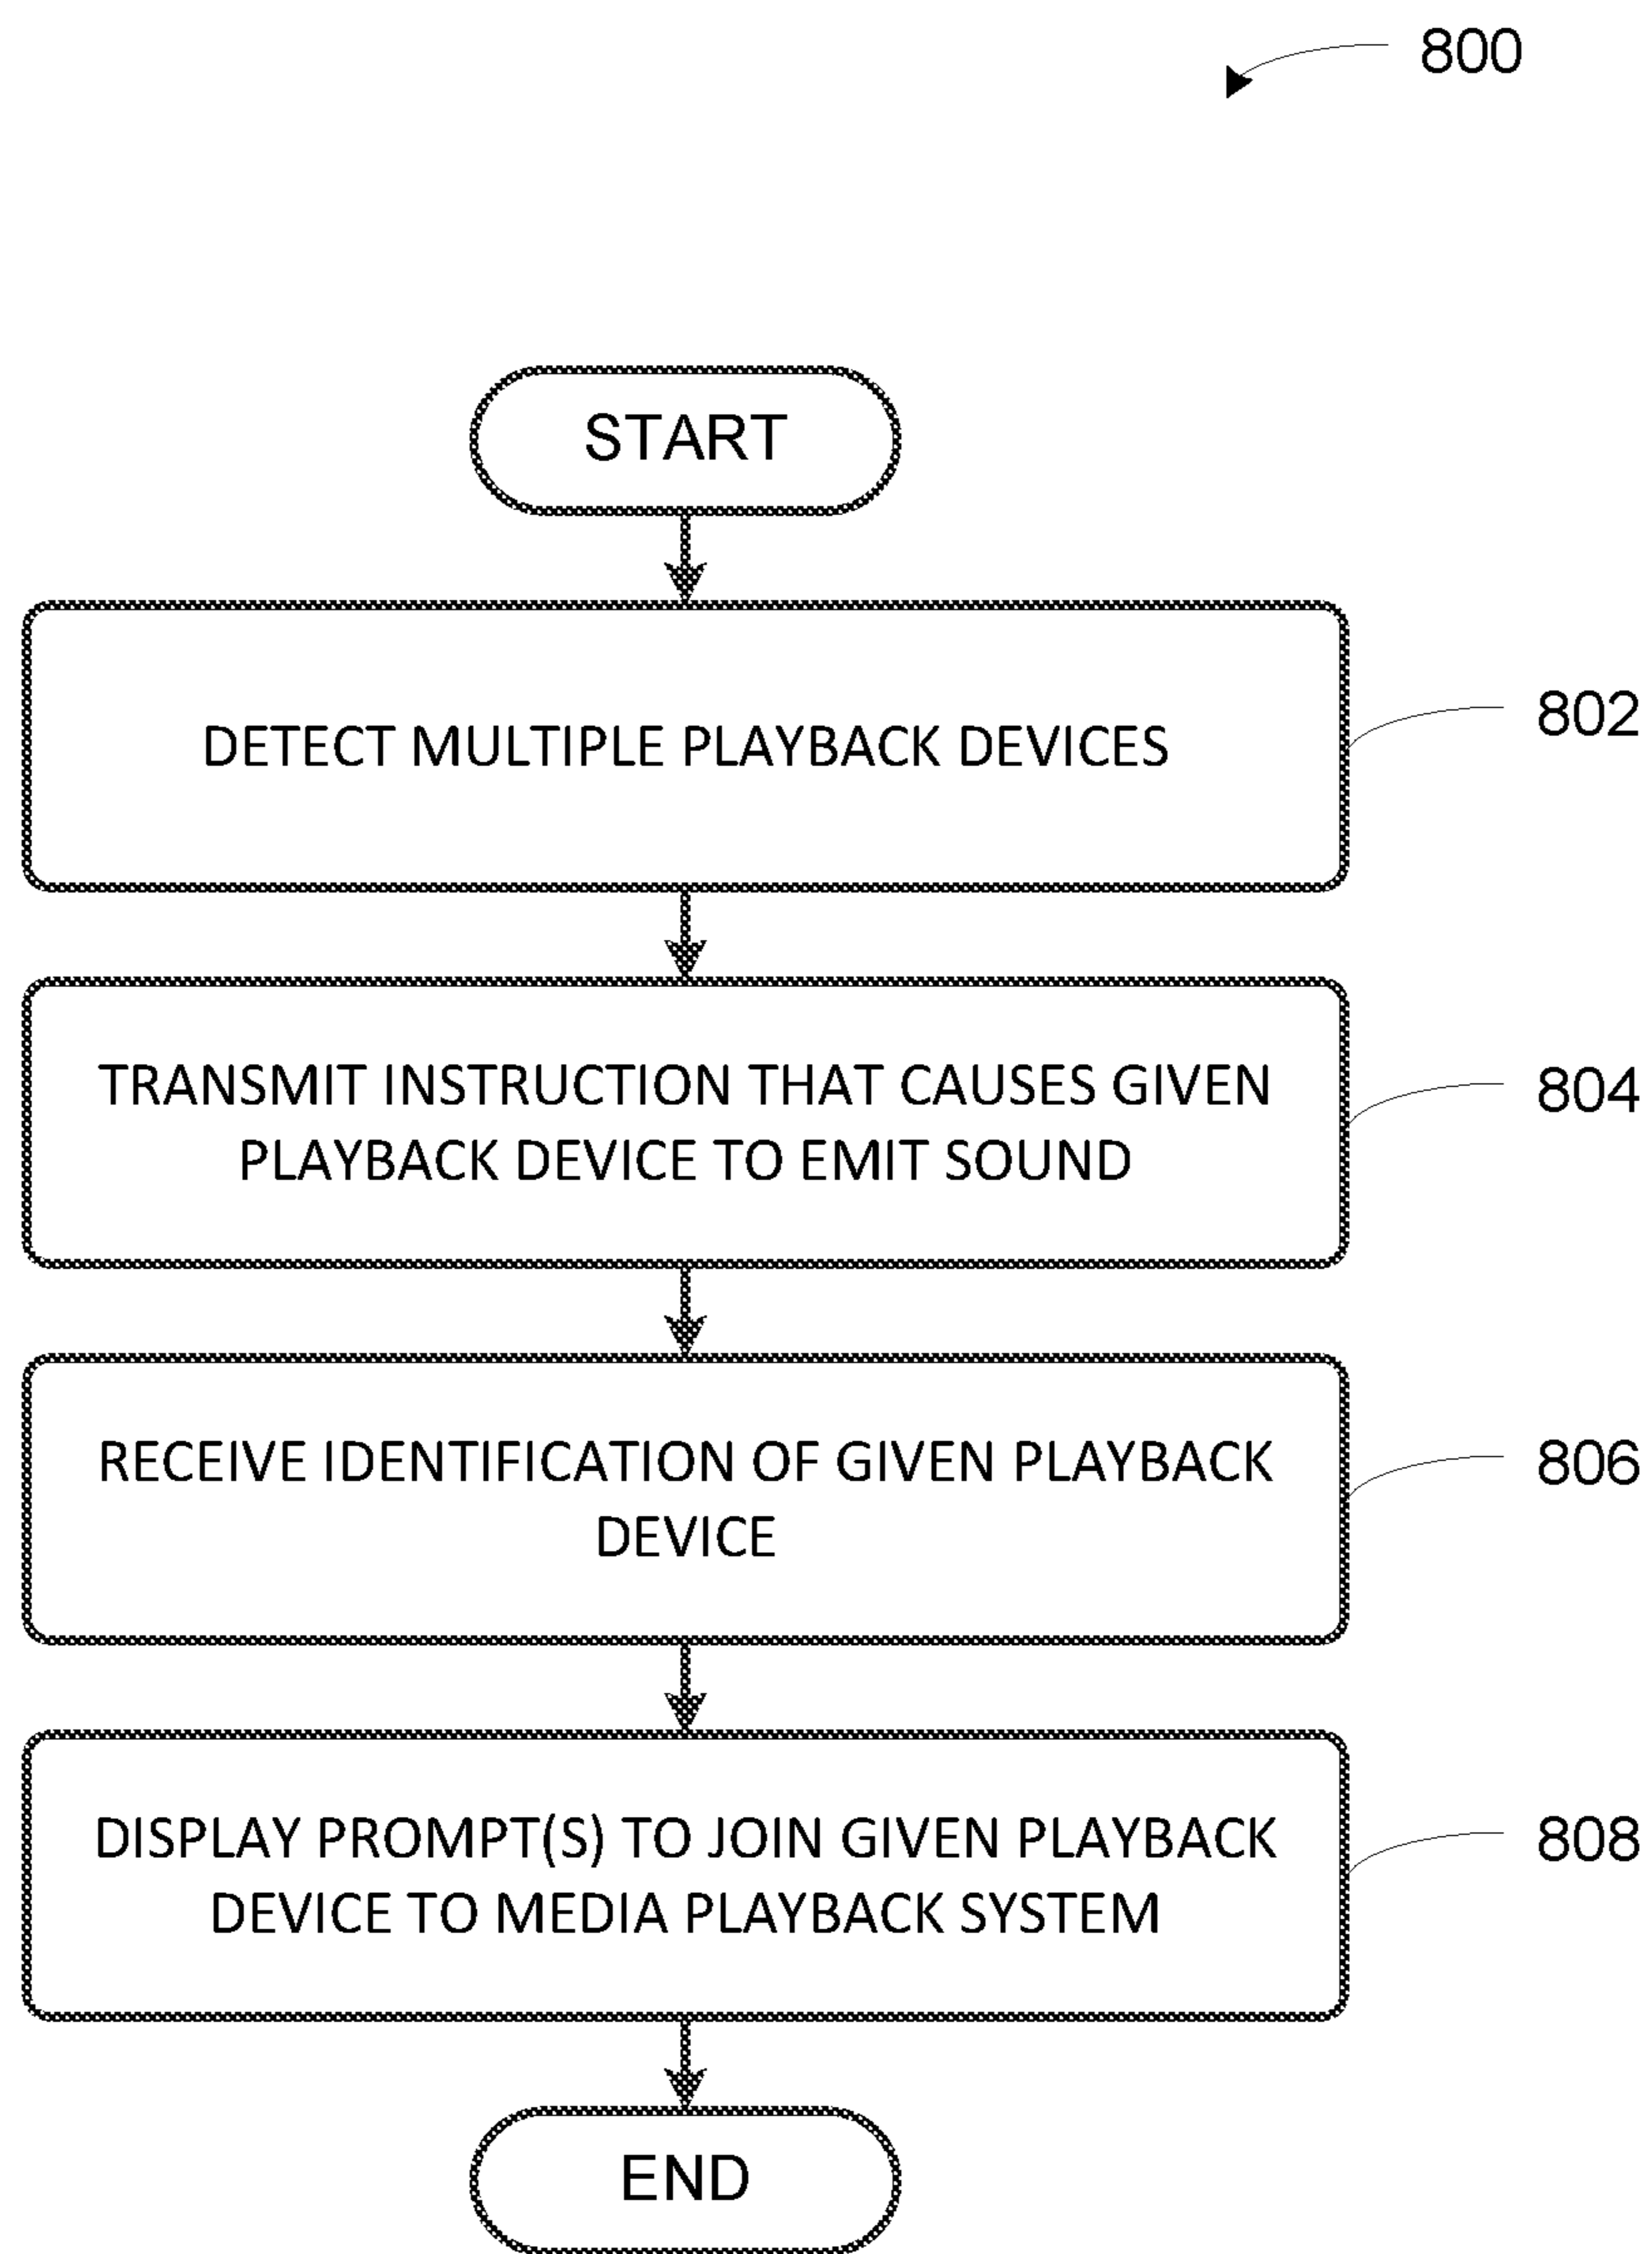 800
START
DETECT MULTIPLE PLAYBACK DEVICES
802
TRANSMIT INSTRUCTION THAT CAUSES GIVEN
PLAYBACK DEVICE TO EMIT SOUND
804
RECEIVE IDENTIFICATION OF GIVEN PLAYBACK
DEVICE
806
DISPLAY PROMPT(S) TO JOIN GIVEN PLAYBACK
DEVICE TO MEDIA PLAYBACK SYSTEM
808
END